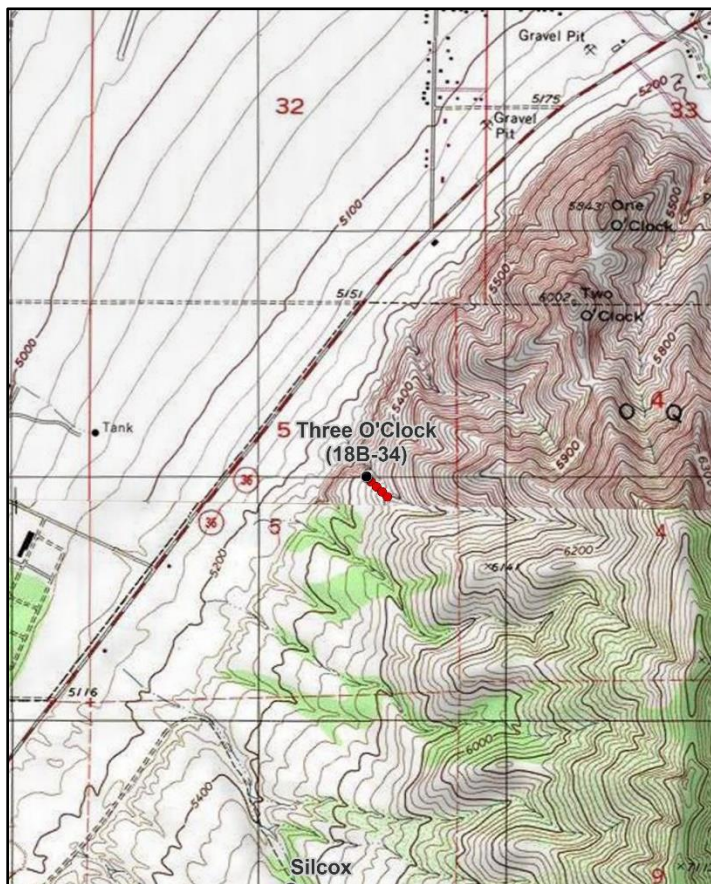 Gravel Pit
5200
5175
32
33
Gravel
Pit
5500
5843
One
O'Clock
5100
5500
6002
Two
O'Clock
5151
5000
5800
5400
4
O Q
Tank
5
Three O'Clock
(18B-34)
5900
6300
36
36
5
4
5200
6200
×6141
5116
6000
5400
Silcox
9